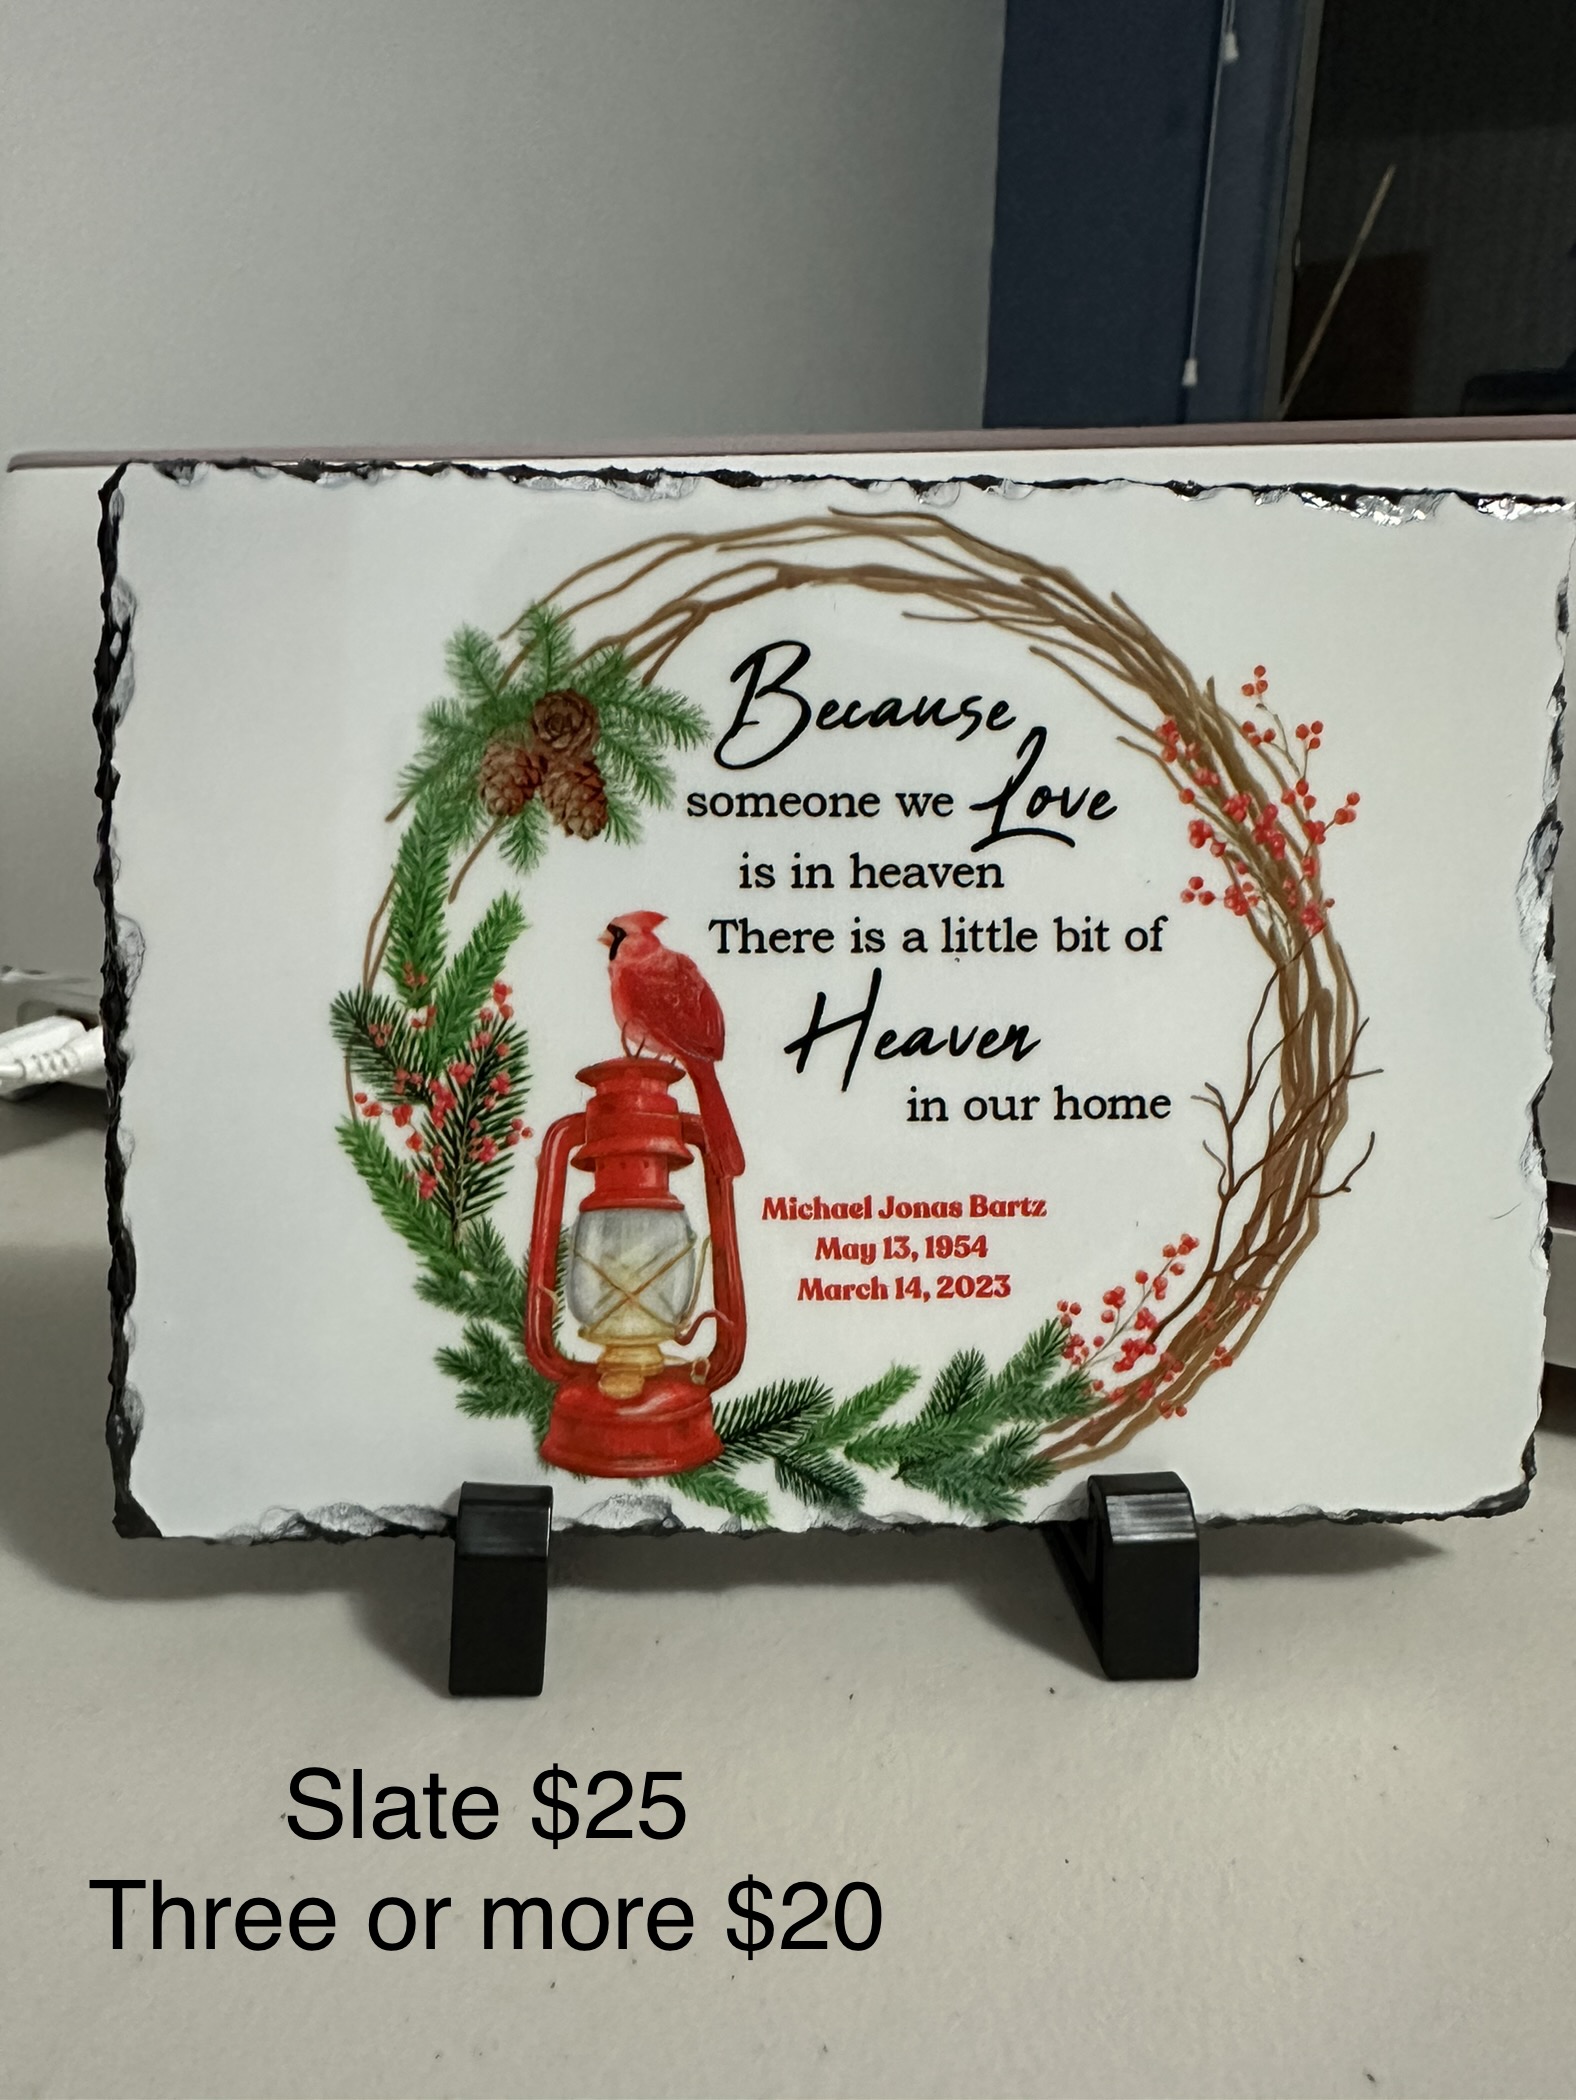 Because
someone we Love
is in heaven
There is a little bit of
Heaven
in our home
Michael Jonas Bartz
May 13, 1954
March 14, 2023
Slate $25
Three or more $20